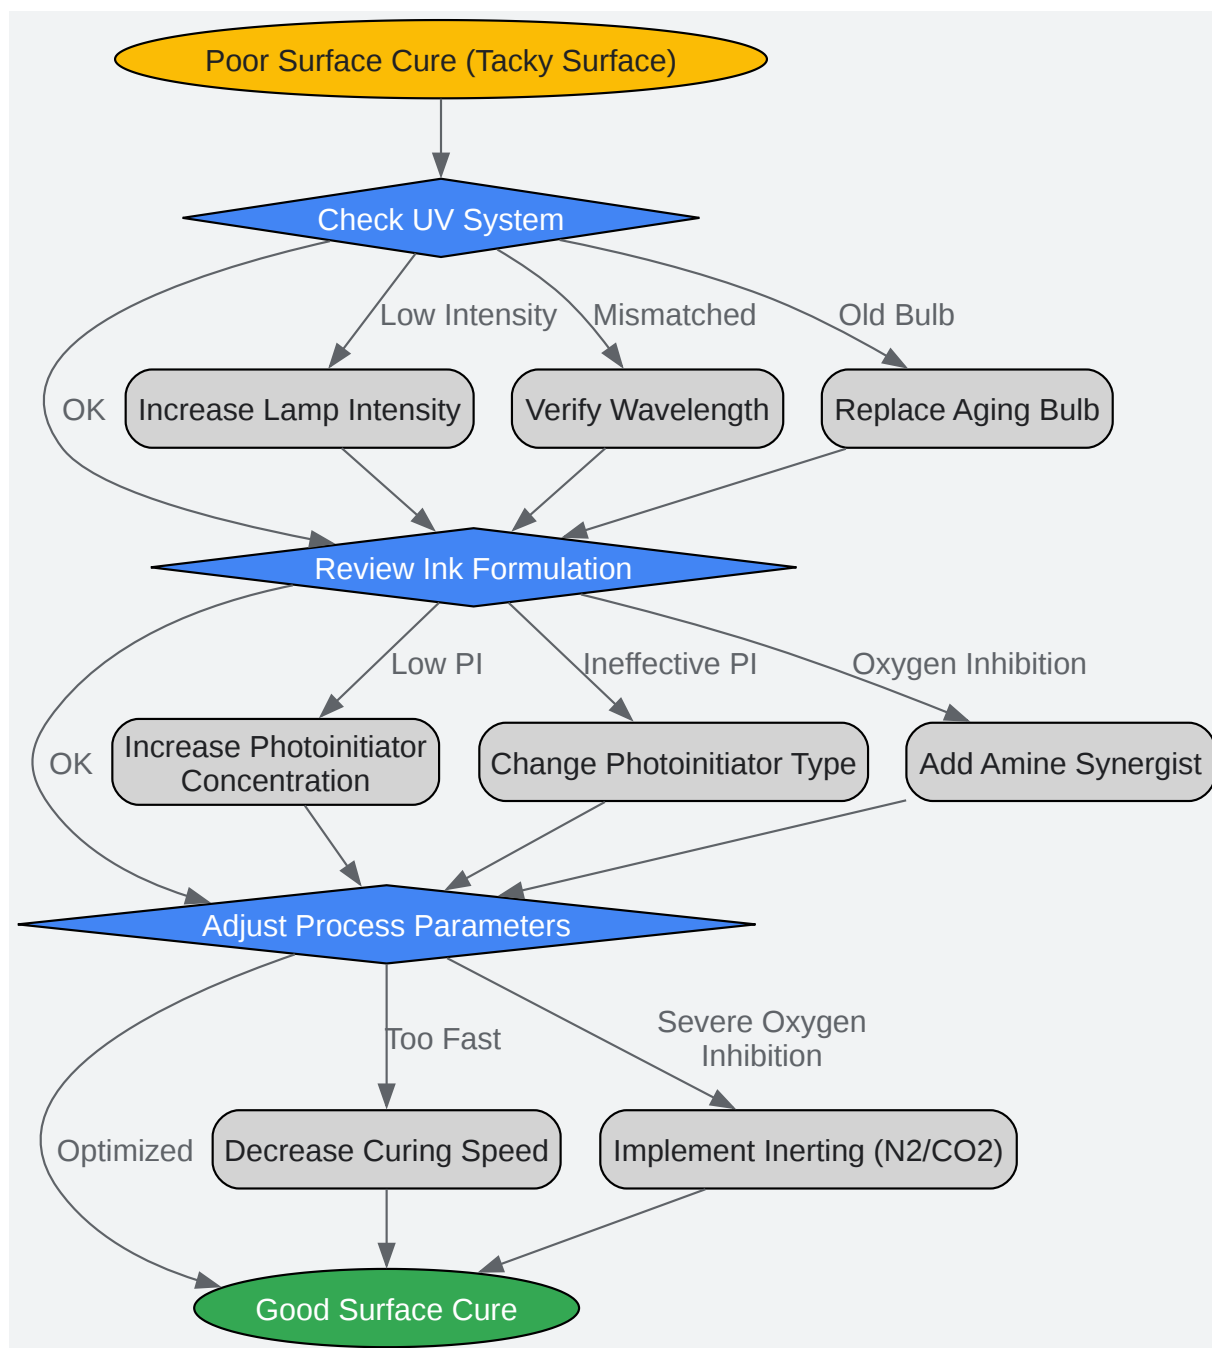 Poor Surface Cure (Tacky Surface)
Check UV System
Low Intensity
Mismatched
Old Bulb
OK
Increase Lamp Intensity
Verify Wavelength
Replace Aging Bulb
Review Ink Formulation
Low PI
Ineffective PI
Oxygen Inhibition
OK
Increase Photoinitiator
Concentration
Change Photoinitiator Type
Add Amine Synergist
Adjust Process Parameters
Too Fast
Severe Oxygen
Inhibition
Optimized
Decrease Curing Speed
Implement Inerting (N2/CO2)
Good Surface Cure